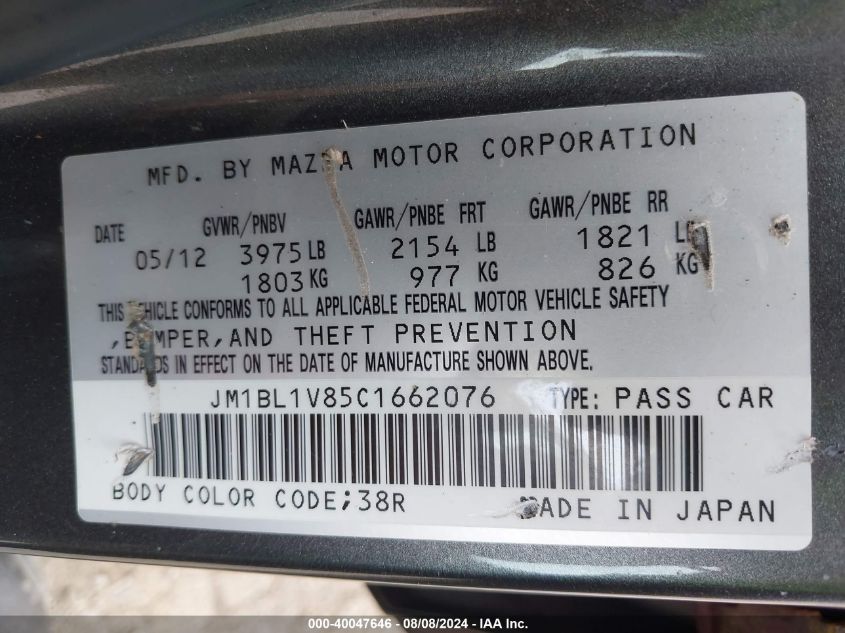 MFD. BY MAZDA MOTOR CORPORATION
DATE GVWR/PNBV GAWR/PNBE FRT GAWR/PNBE RR
05/12 3975 LB 2154 LB 1821 LB
1803 KG 977 KG 826 KG
THIS VEHICLE CONFORMS TO ALL APPLICABLE FEDERAL MOTOR VEHICLE SAFETY
,BUMPER,AND THEFT PREVENTION
STANDARDS IN EFFECT ON THE DATE OF MANUFACTURE SHOWN ABOVE.
JM1BL1V85C1662076 TYPE: PASS CAR
BODY COLOR CODE;38R MADE IN JAPAN
000-40047646 - 08/08/2024 - IAA Inc.